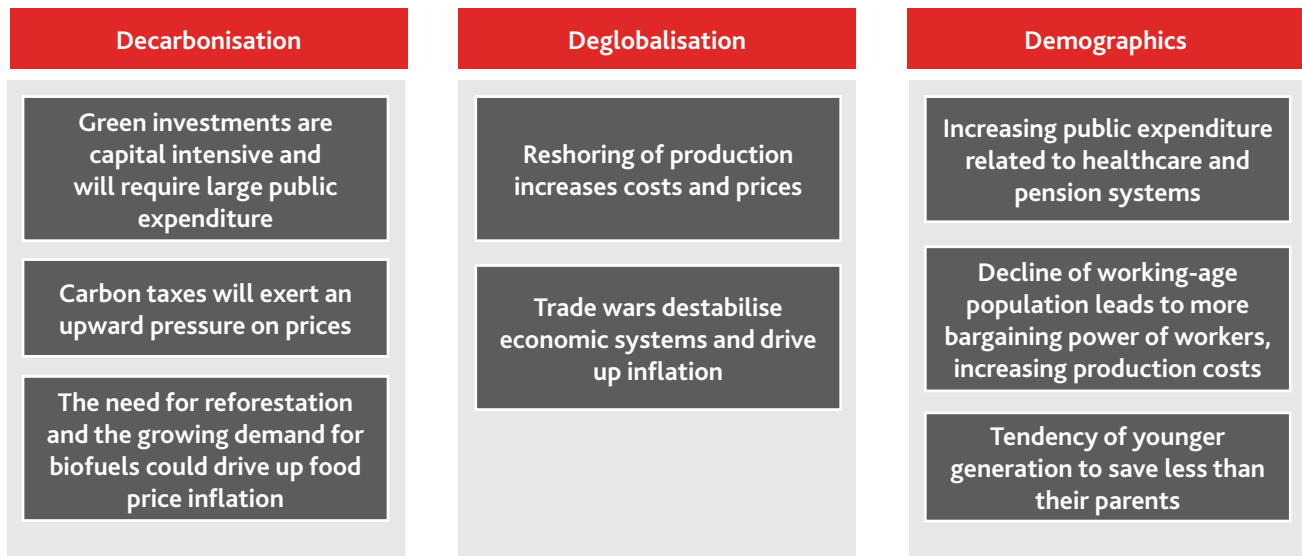 Decarbonisation
Green investments are
capital intensive and
will require large public
expenditure
Carbon taxes will exert an
upward pressure on prices
The need for reforestation
and the growing demand for
biofuels could drive up food
price inflation
Deglobalisation
Reshoring of production
increases costs and prices
Trade wars destabilise
economic systems and drive
up inflation
Demographics
Increasing public expenditure
related to healthcare and
pension systems
Decline of working-age
population leads to more
bargaining power of workers,
increasing production costs
Tendency of younger
generation to save less than
their parents